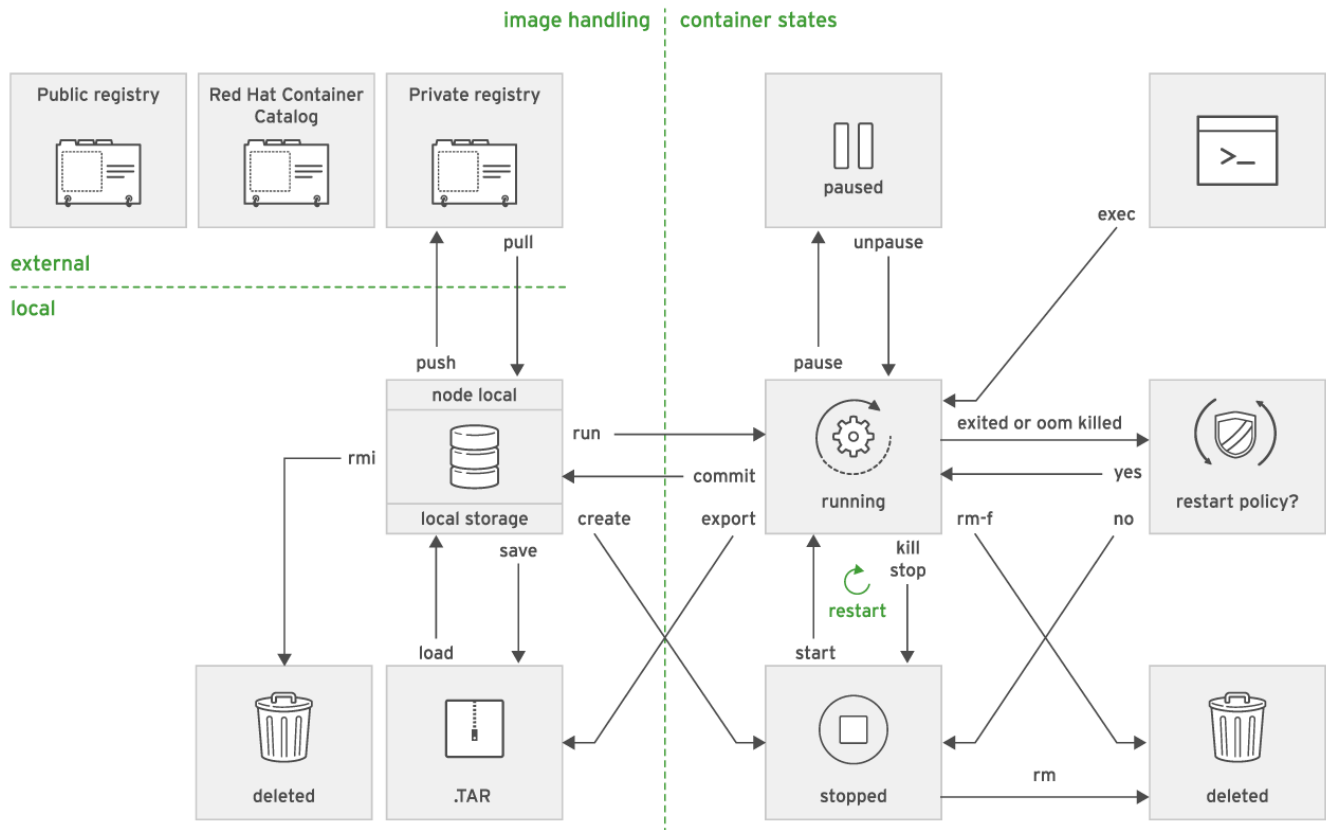 image handling
container states
Public registry
Red Hat Container
Catalog
Private registry
paused
>_
exec
pull
unpause
external
local
push
pause
node local
run
exited or oom killed
rmi
commit
yes
running
restart policy?
local storage
create
export
rm-f
no
save
kill
stop
restart
load
start
rm
deleted
.TAR
stopped
deleted